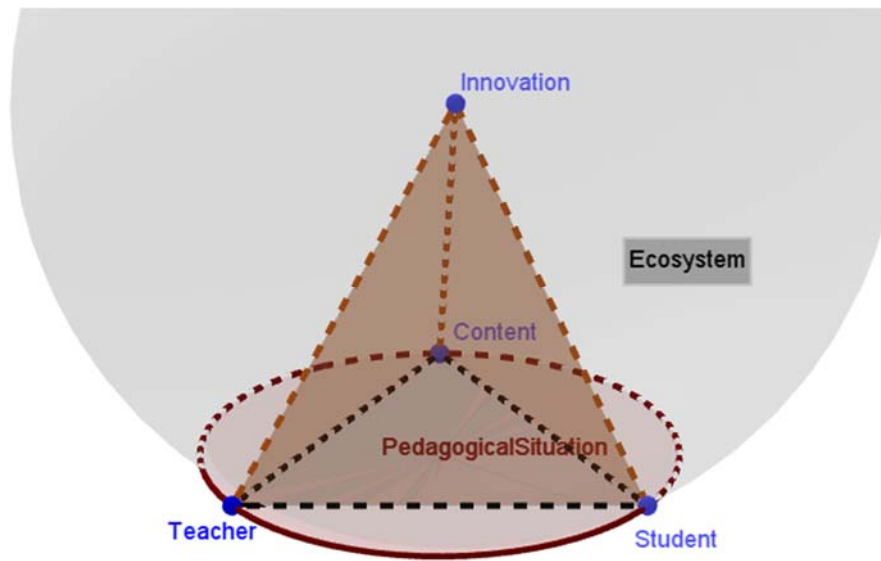 Innovation
Ecosystem
Content
PedagogicalSituation
Teacher
Student